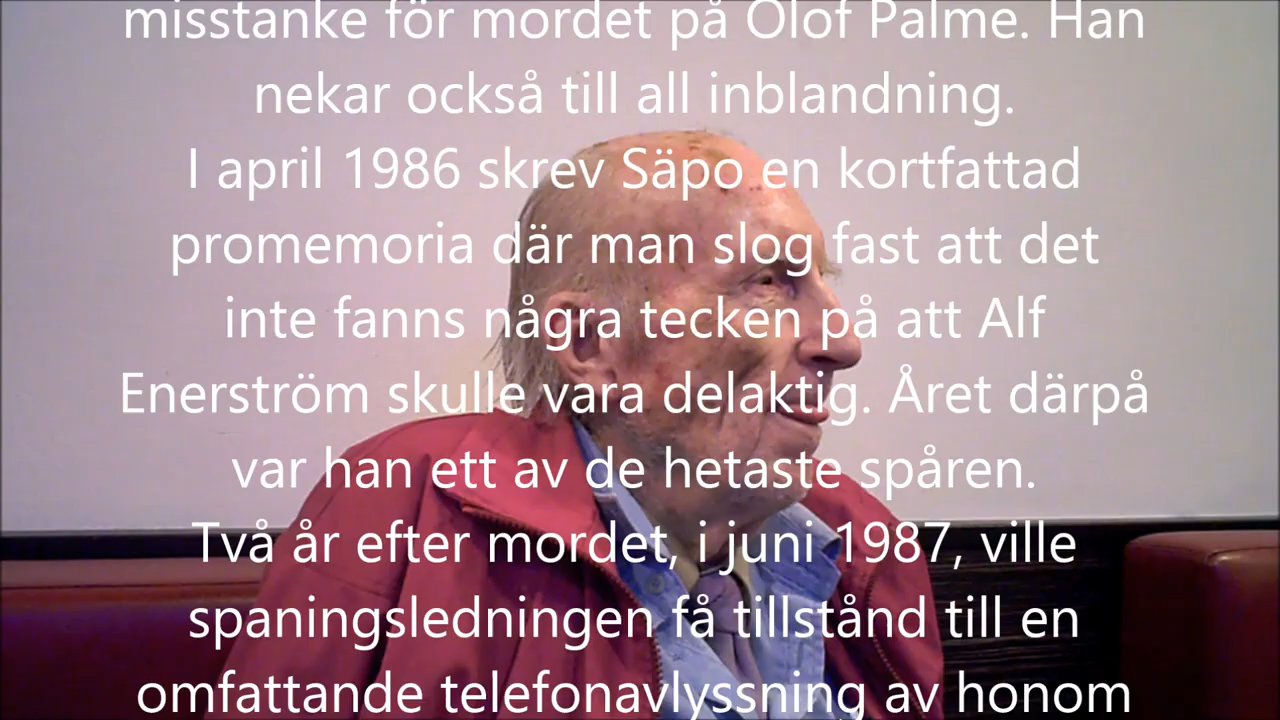 misstanke för mordet på Olof Palme. Han
nekar också till all inblandning.
I april 1986 skrev Säpo en kortfattad
promemoria där man slog fast att det
inte fanns några tecken på att Alf
Enerström skulle vara delaktig. Året därpå
var han ett av de hetaste spåren.
Två år efter mordet, i juni 1987, ville
spaningsledningen få tillstånd till en
omfattande telefonavlyssning av honom